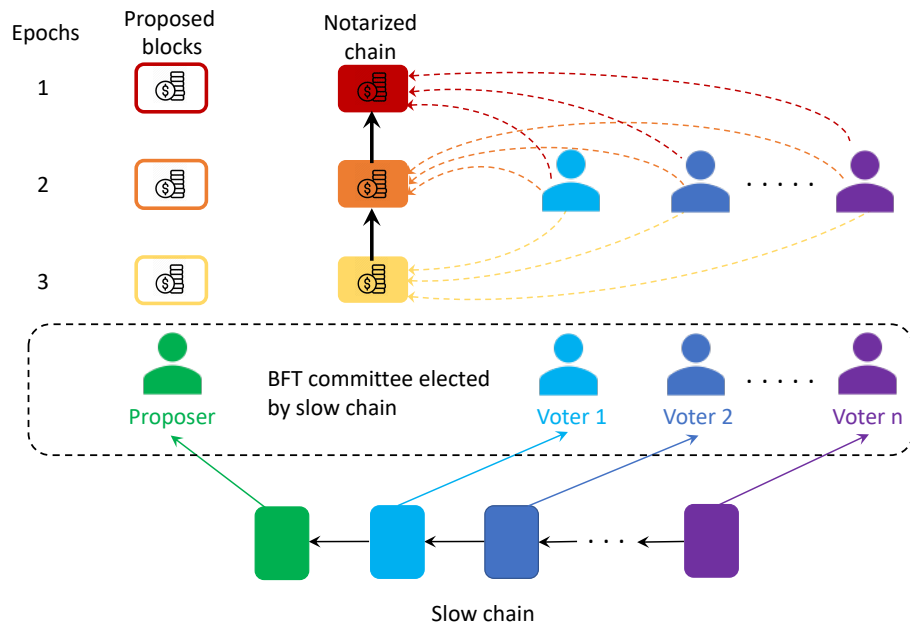 Epochs
Proposed
blocks
Notarized
chain
1
2
. . . . .
3
BFT committee elected
by slow chain
. . . . .
Proposer
Voter 1
Voter 2
Voter n
. . .
Slow chain